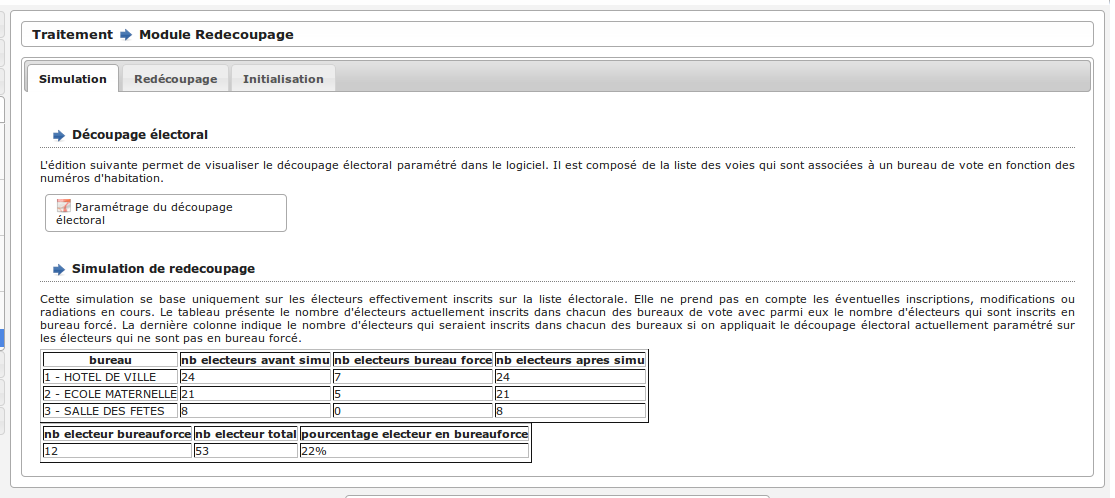 Traitement Module Redecoupage
Simulation Redécoupage Initialisation
Découpage électoral
L'édition suivante permet de visualiser le découpage électoral paramétré dans le logiciel. Il est composé de la liste des voies qui sont associées à un bureau de vote en fonction des
numéros d'habitation.
Paramétrage du découpage
électoral
Simulation de redecoupage
Cette simulation se base uniquement sur les électeurs effectivement inscrits sur la liste électorale. Elle ne prend pas en compte les éventuelles inscriptions, modifications ou
radiations en cours. Le tableau présente le nombre d'électeurs actuellement inscrits dans chacun des bureaux de vote avec parmi eux le nombre d'électeurs qui sont inscrits en
bureau forcé. La dernière colonne indique le nombre d'électeurs qui seraient inscrits dans chacun des bureaux si on appliquait le découpage électoral actuellement paramétré sur
les électeurs qui ne sont pas en bureau forcé.
bureau nb electeurs avant simu nb electeurs bureau force nb electeurs apres simu
1 - HOTEL DE VILLE 24 7 24
2 - ECOLE MATERNELLE 21 5 21
3 - SALLE DES FETES 8 0 8
nb electeur bureauforce nb electeur total pourcentage electeur en bureauforce
12 53 22%